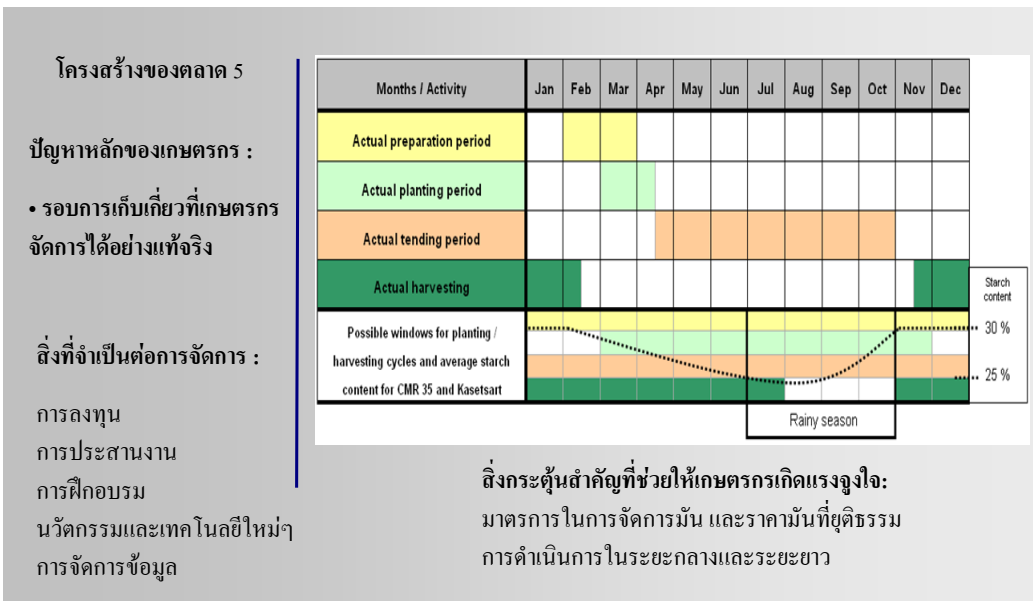 โครงสร้างของตลาด 5
ปัญหาหลักของเกษตรกร :
• รอบการเก็บเกี่ยวที่เกษตรกร
จัดการได้อย่างแท้จริง
สิ่งที่จำเป็นต่อการจัดการ :
การลงทุน
การประสานงาน
การฝึกอบรม
นวัตกรรมและเทคโนโลยีใหม่ๆ
การจัดการข้อมูล
Months / Activity Jan Feb Mar Apr May Jun Jul Aug Sep Oct Nov Dec
Actual preparation period
Actual planting period
Actual tending period
Actual harvesting
Starch
content
Possible windows for planting /
harvesting cycles and average starch
content for CMR 35 and Kasetsart
30 %
25 %
Rainy season
สิ่งกระตุ้นสำคัญที่ช่วยให้เกษตรกรเกิดแรงจูงใจ:
มาตรการในการจัดการมัน และราคามันที่ยุติธรรม
การดำเนินการในระยะกลางและระยะยาว